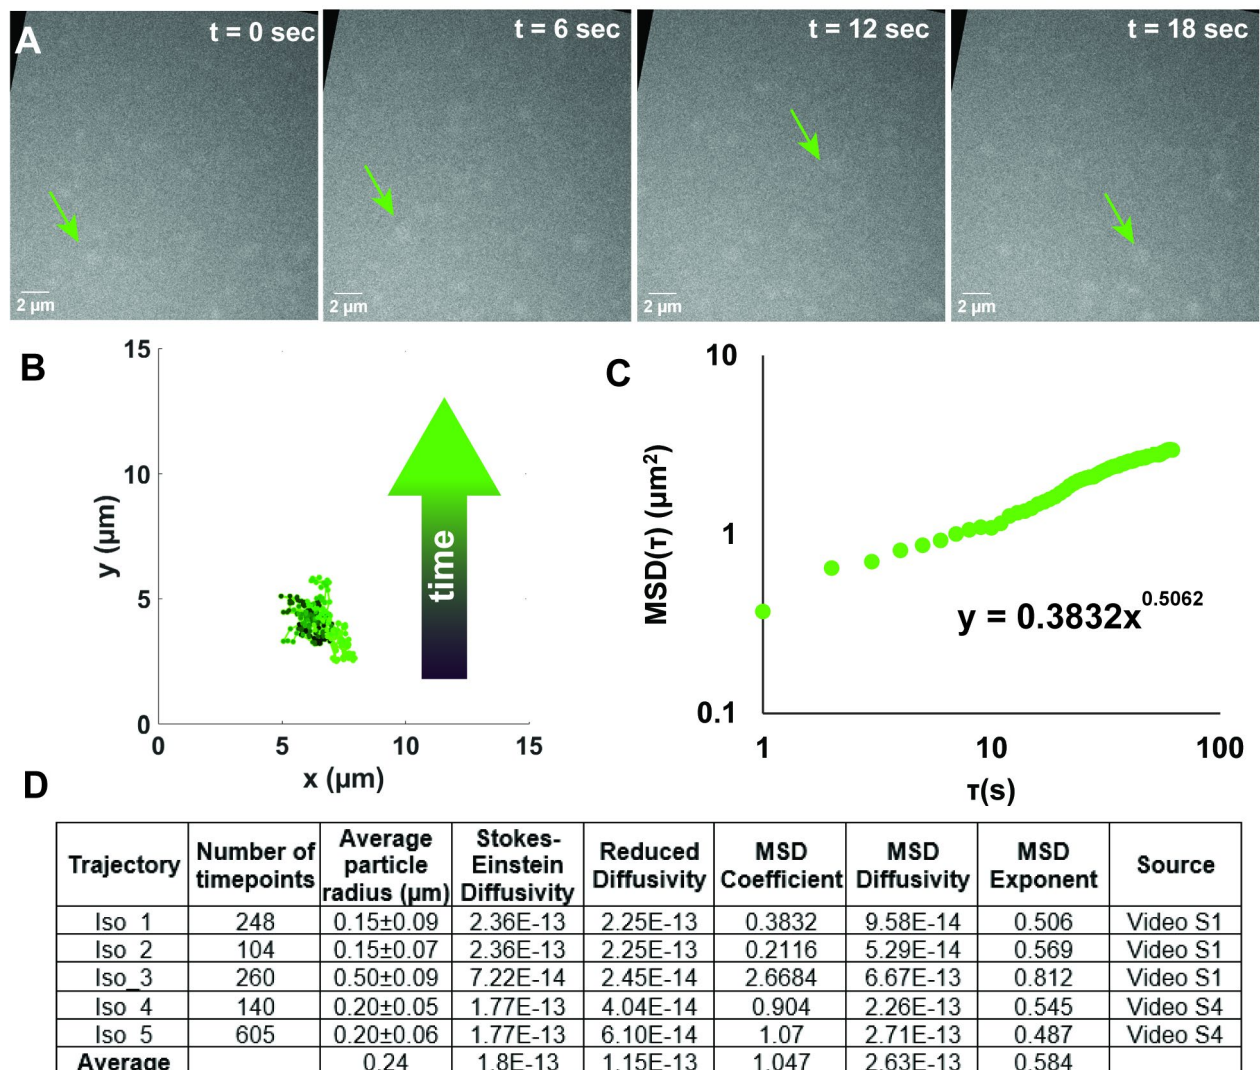 A
t = 0 sec
t = 6 sec
t = 12 sec
t = 18 sec
2 µm
2 µm
2 µm
2 µm
B
15
10
5
0
0
5
10
15
y (µm)
x (µm)
time
C
10
1
0.1
1
10
100
MSD(τ) (µm²)
τ(s)
y = 0.3832x^0.5062
D
Trajectory Number of timepoints Average particle radius (µm) Stokes-Einstein Diffusivity Reduced Diffusivity MSD Coefficient MSD Diffusivity MSD Exponent Source
Iso_1 248 0.15±0.09 2.36E-13 2.25E-13 0.3832 9.58E-14 0.506 Video S1
Iso_2 104 0.15±0.07 2.36E-13 2.25E-13 0.2116 5.29E-14 0.569 Video S1
Iso_3 260 0.50±0.09 7.22E-14 2.45E-14 2.6684 6.67E-13 0.812 Video S1
Iso_4 140 0.20±0.05 1.77E-13 4.04E-14 0.904 2.26E-13 0.545 Video S4
Iso_5 605 0.20±0.06 1.77E-13 6.10E-14 1.07 2.71E-13 0.487 Video S4
Average 0.24 1.8E-13 1.15E-13 1.047 2.63E-13 0.584